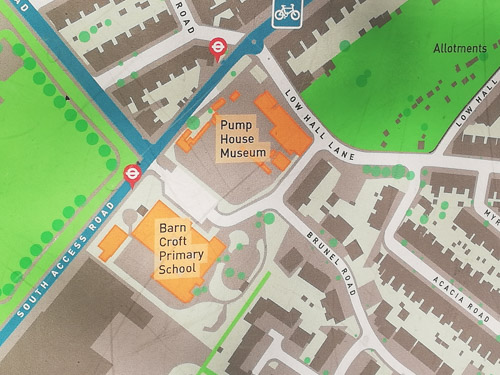 ROAD
Allotments
LOW HALL
LOW HALL LANE
Pump
House
Museum
SOUTH ACCESS ROAD
Barn
Croft
Primary
School
BRUNEL ROAD
ACACIA ROAD